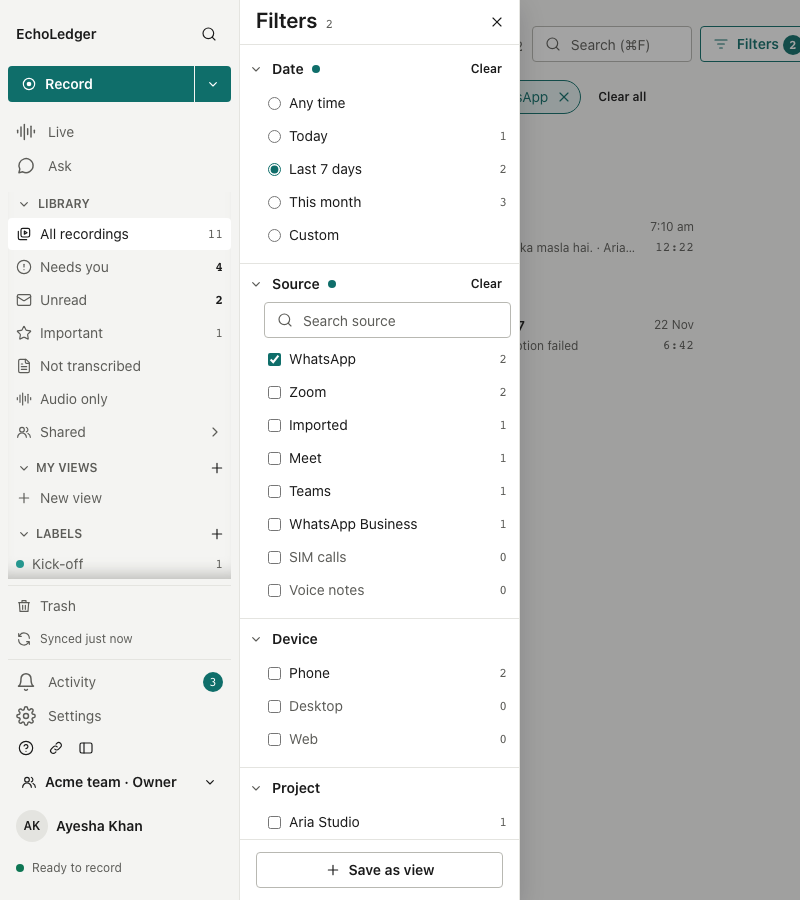 EchoLedger
Record
Live
Ask
LIBRARY
All recordings 11
Needs you 4
Unread 2
Important 1
Not transcribed
Audio only
Shared
MY VIEWS
New view
LABELS
Kick-off 1
Trash
Synced just now
Activity 3
Settings
Acme team · Owner
AK Ayesha Khan
Ready to record
Filters 2
Date Clear
Any time
Today 1
Last 7 days 2
This month 3
Custom
Source Clear
Search source
WhatsApp 2
Zoom 2
Imported 1
Meet 1
Teams 1
WhatsApp Business 1
SIM calls 0
Voice notes 0
Device
Phone 2
Desktop 0
Web 0
Project
Aria Studio 1
Save as view
Search (⌘F)
Filters 2
Clear all
7:10 am
ka masla hai. · Aria... 12:22
7 22 Nov
failed 6:42